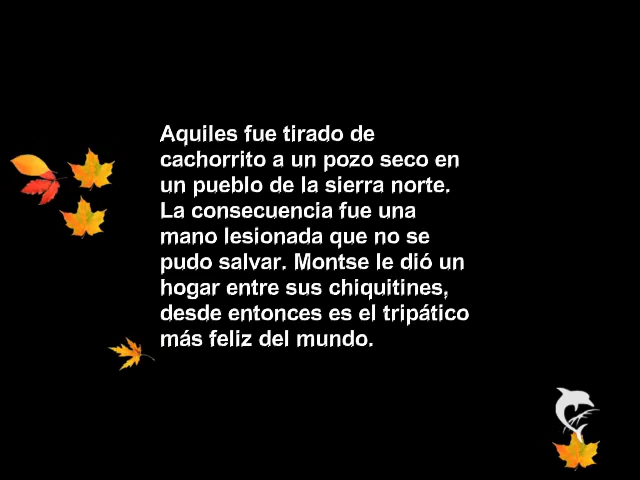 Aquiles fue tirado de
cachorrito a un pozo seco en
un pueblo de la sierra norte.
La consecuencia fue una
mano lesionada que no se
pudo salvar. Montse le dió un
hogar entre sus chiquitines,
desde entonces es el tripático
más feliz del mundo.